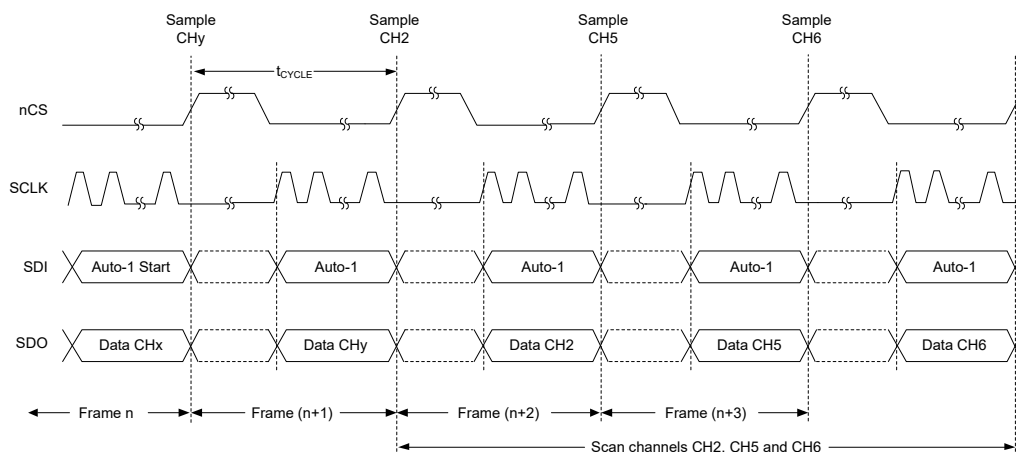 Sample
CHy
Sample
CH2
Sample
CH5
Sample
CH6
tCYCLE
nCS
SCLK
SDI
Auto-1 Start
Auto-1
Auto-1
Auto-1
Auto-1
SDO
Data CHx
Data CHy
Data CH2
Data CH5
Data CH6
Frame n
Frame (n+1)
Frame (n+2)
Frame (n+3)
Scan channels CH2, CH5 and CH6